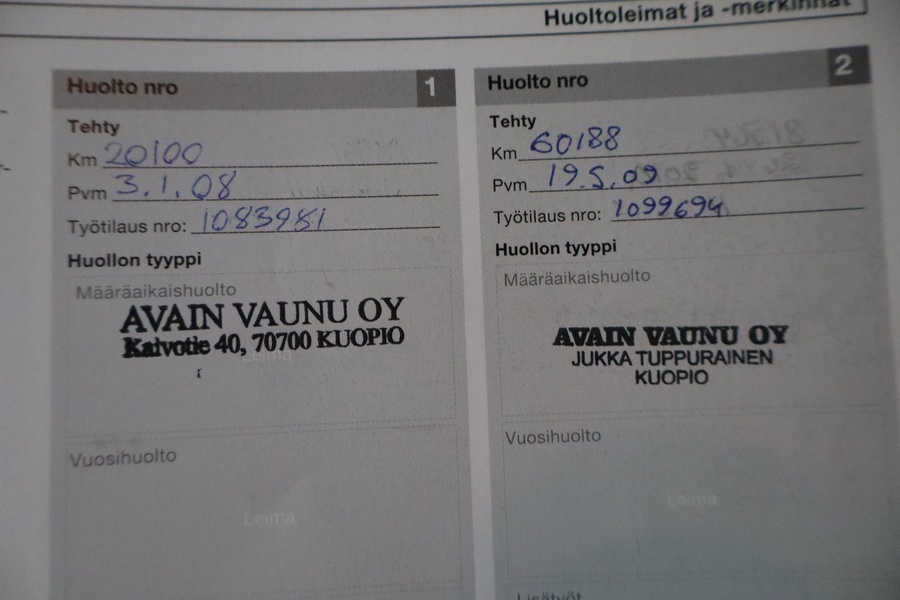 Huoltoleimat ja -merkinnät
Huolto nro 1
Tehty
Km 20100
Pvm 3.1.08
Työtilaus nro: 1083981
Huollon tyyppi
Määräaikaishuolto
AVAIN VAUNU OY
Kaivotie 40, 70700 KUOPIO
Leima
Vuosihuolto
Leima
Huolto nro 2
Tehty
Km 60188
Pvm 19.5.09
Työtilaus nro: 1099694
Huollon tyyppi
Määräaikaishuolto
AVAIN VAUNU OY
JUKKA TUPPURAINEN
KUOPIO
Vuosihuolto
Leima
Lisätyöt